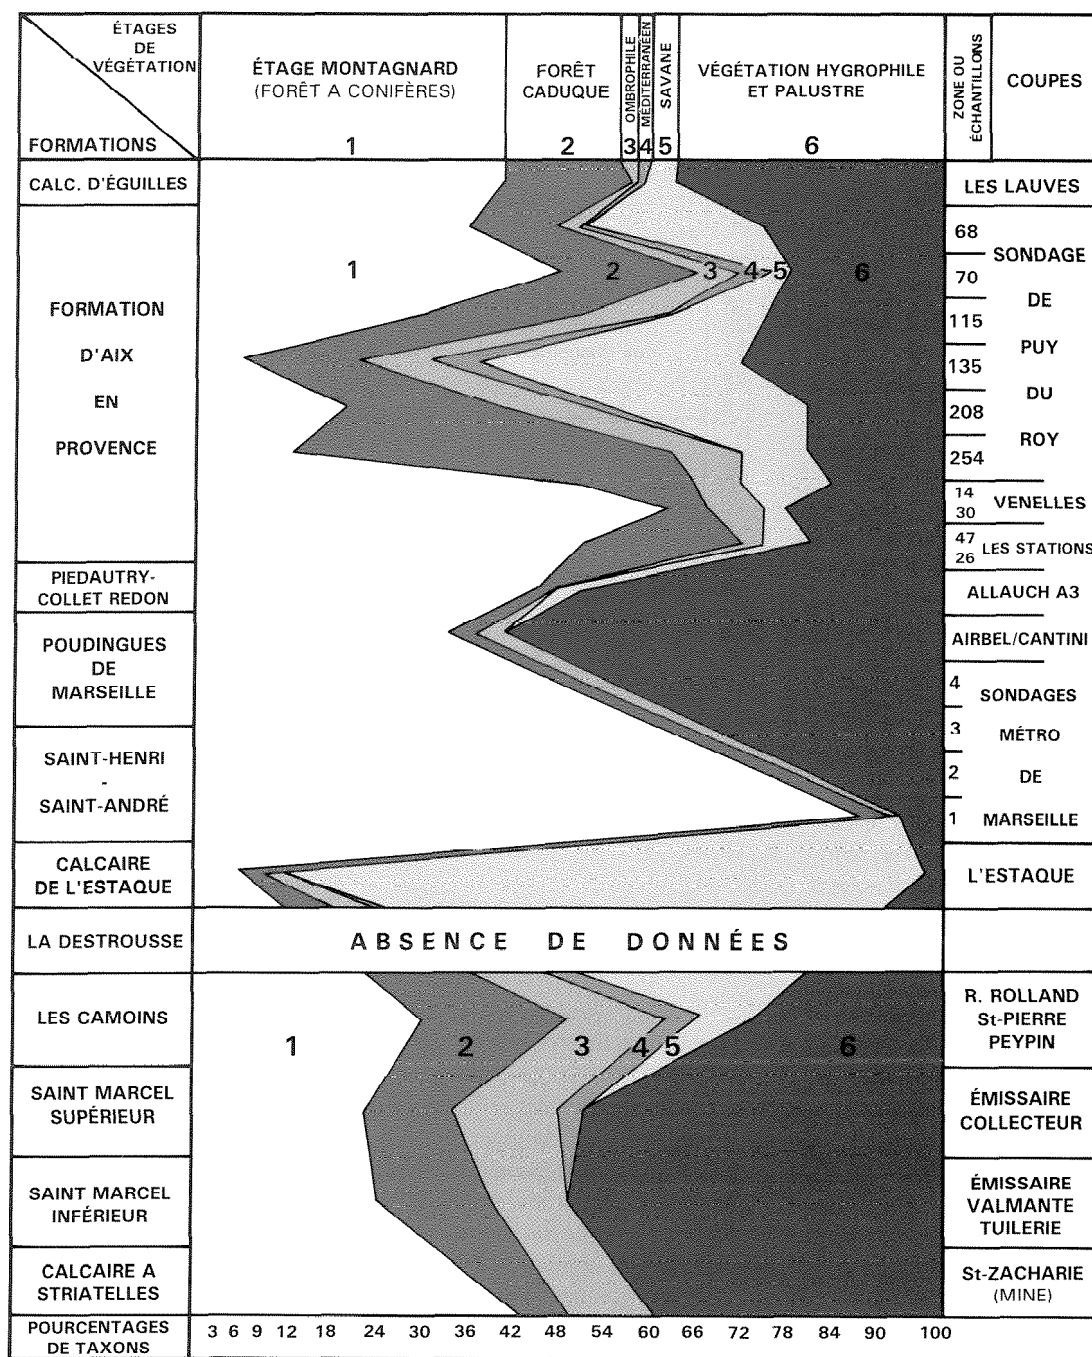 ÉTAGES
DE
VÉGÉTATION
FORMATIONS
ÉTAGE MONTAGNARD
(FORÊT A CONIFÈRES)
1
FORÊT
CADUQUE
2
OMBROPHILE
3
MÉDITERRANÉEN
4
SAVANE
5
VÉGÉTATION HYGROPHILE
ET PALUSTRE
6
ZONE OU
ÉCHANTILLONS
COUPES
CALC. D'ÉGUILLES
LES LAUVES
FORMATION
D'AIX
EN
PROVENCE
1
2
3
4>5
6
68
70
115
135
208
254
SONDAGE
DE
PUY
DU
ROY
14
30
VENELLES
47
26
LES STATIONS
PIEDAUTRY-
COLLET REDON
ALLAUCH A3
POUDINGUES
DE
MARSEILLE
AIRBEL/CANTINI
SAINT-HENRI
-
SAINT-ANDRÉ
4
3
2
1
SONDAGES
MÉTRO
DE
MARSEILLE
CALCAIRE
DE L'ESTAQUE
L'ESTAQUE
LA DESTROUSSE
ABSENCE DE DONNÉES
LES CAMOINS
1
2
3
4
5
6
R. ROLLAND
St-PIERRE
PEYPIN
SAINT MARCEL
SUPÉRIEUR
ÉMISSAIRE
COLLECTEUR
SAINT MARCEL
INFÉRIEUR
ÉMISSAIRE
VALMANTE
TUILERIE
CALCAIRE A
STRIATELLES
St-ZACHARIE
(MINE)
POURCENTAGES
DE TAXONS
3 6 9 12 18 24 30 36 42 48 54 60 66 72 78 84 90 100